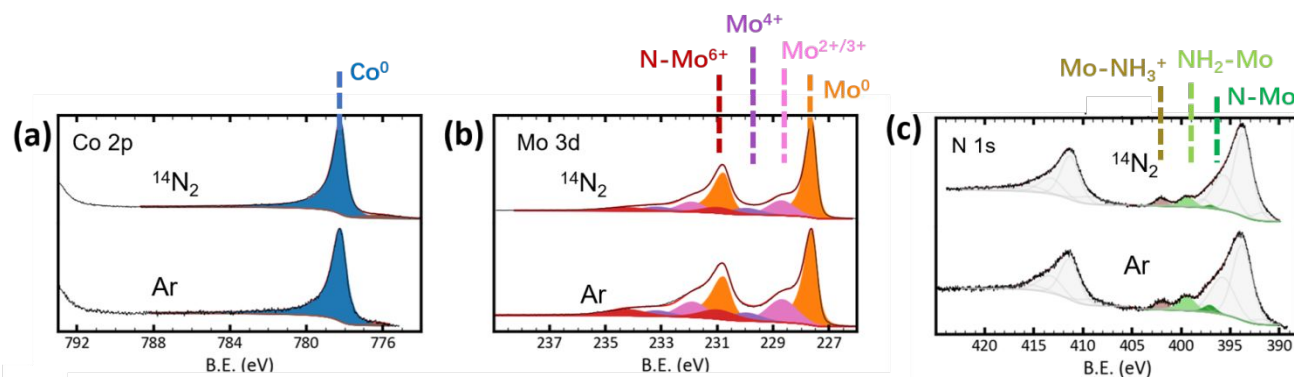 (a)
Co 2p
Co⁰
¹⁴N₂
Ar
792 788 784 780 776
B.E. (eV)
(b)
Mo 3d
N-Mo⁶⁺
Mo⁴⁺
Mo²⁺/³⁺
Mo⁰
¹⁴N₂
Ar
237 235 233 231 229 227
B.E. (eV)
(c)
N 1s
Mo-NH₃⁺
NH₂-Mo
N-Mo
¹⁴N₂
Ar
420 415 410 405 400 395 390
B.E. (eV)